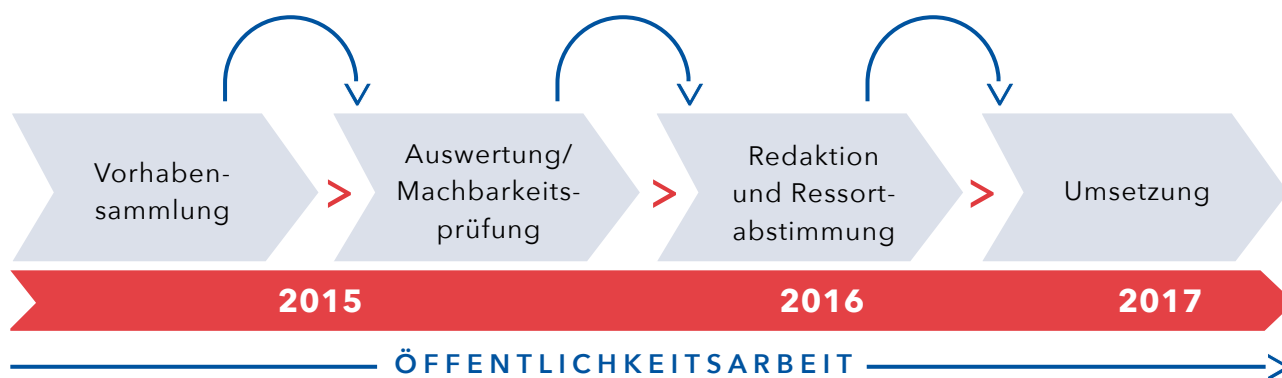 Vorhaben-
sammlung
>
Auswertung/
Machbarkeits-
prüfung
>
Redaktion
und Ressort-
abstimmung
>
Umsetzung
2015
2016
2017
ÖFFENTLICHKEITSARBEIT